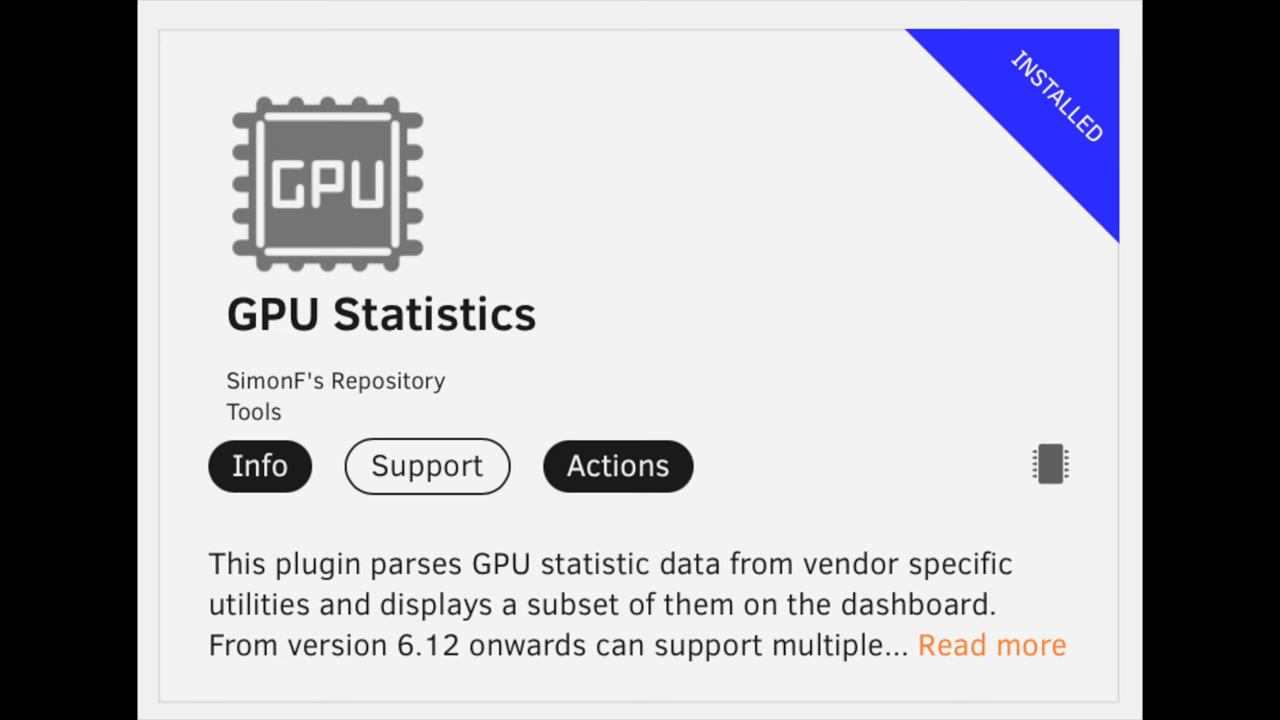 INSTALLED
GPU
GPU Statistics
SimonF's Repository
Tools
Info Support Actions
This plugin parses GPU statistic data from vendor specific
utilities and displays a subset of them on the dashboard.
From version 6.12 onwards can support multiple... Read more